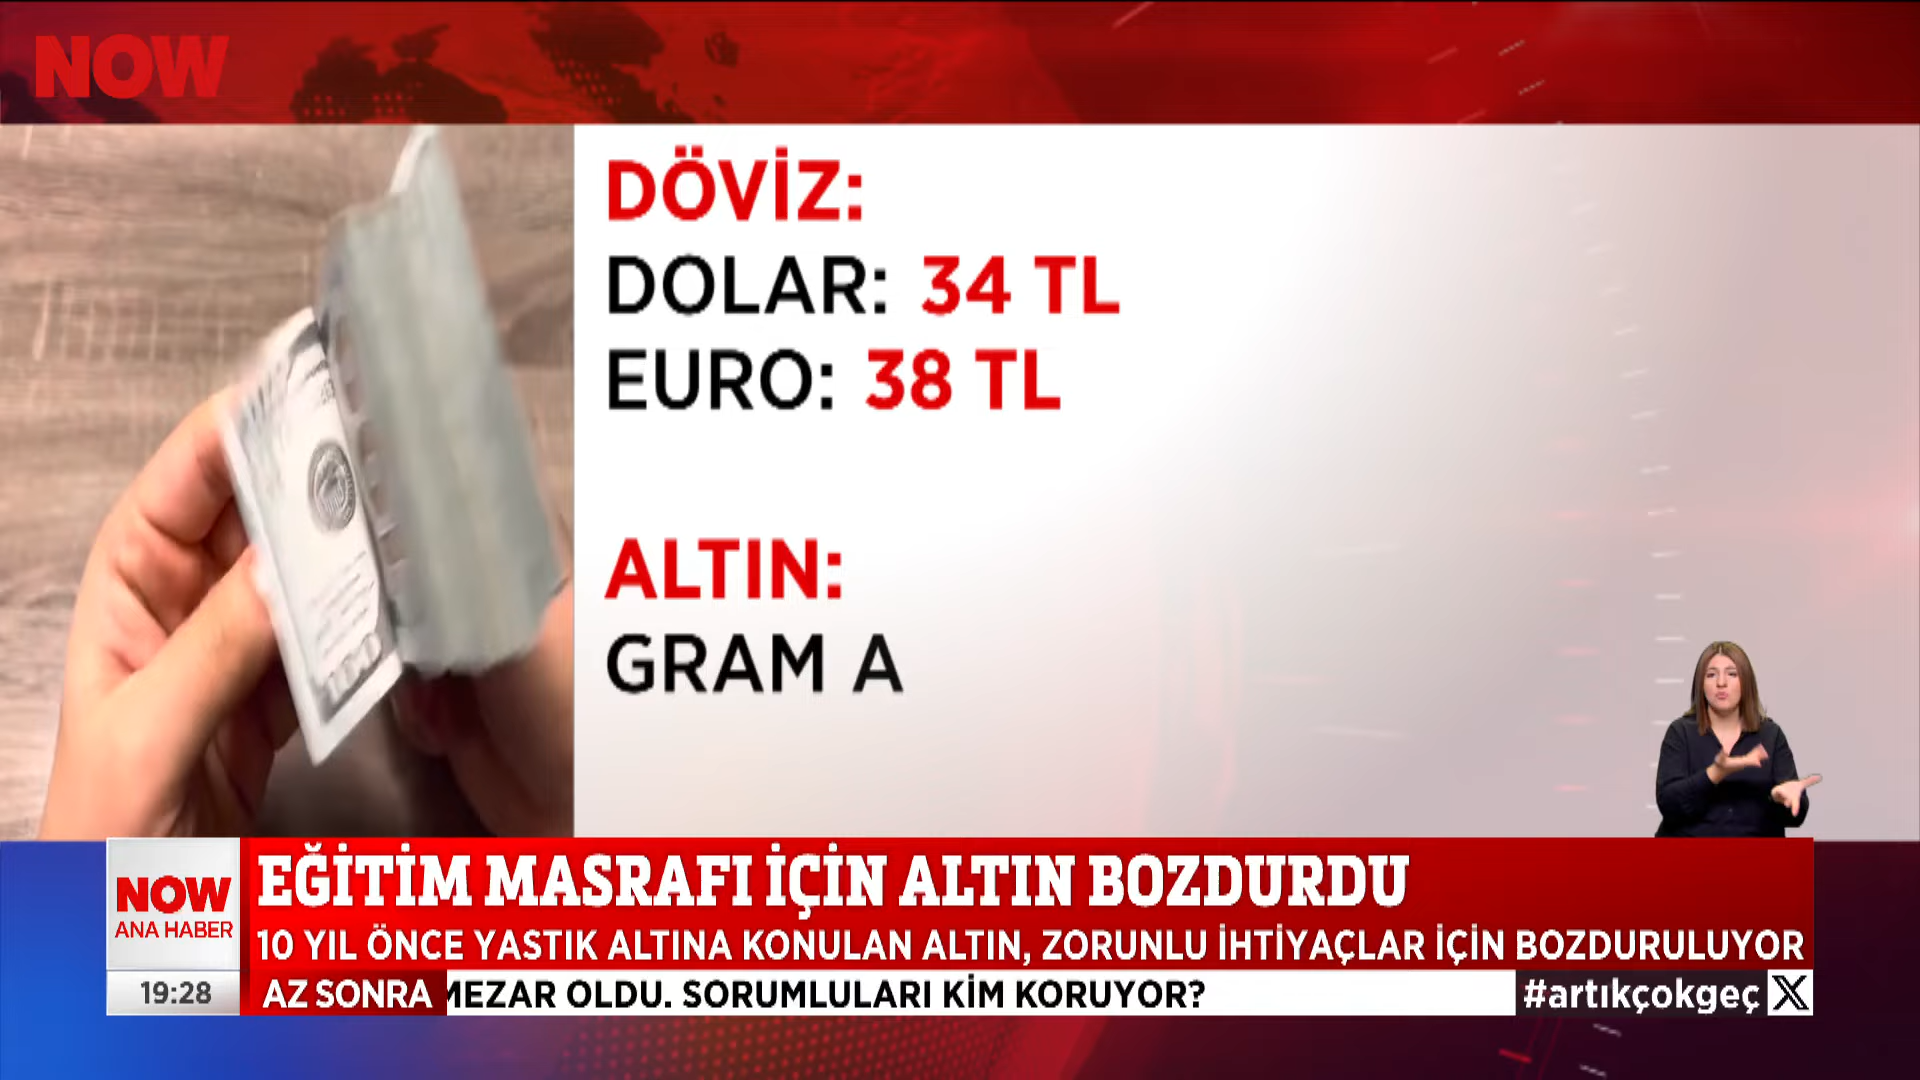 NOW
DÖVİZ:
DOLAR: 34 TL
EURO: 38 TL
ALTIN:
GRAM A
NOW
ANA HABER
EĞİTİM MASRAFI İÇİN ALTIN BOZDURDU
10 YIL ÖNCE YASTIK ALTINA KONULAN ALTIN, ZORUNLU İHTİYAÇLAR İÇİN BOZDURULUYOR
19:28
AZ SONRA MEZAR OLDU. SORUMLULARI KİM KORUYOR?
#artıkçokgeç X